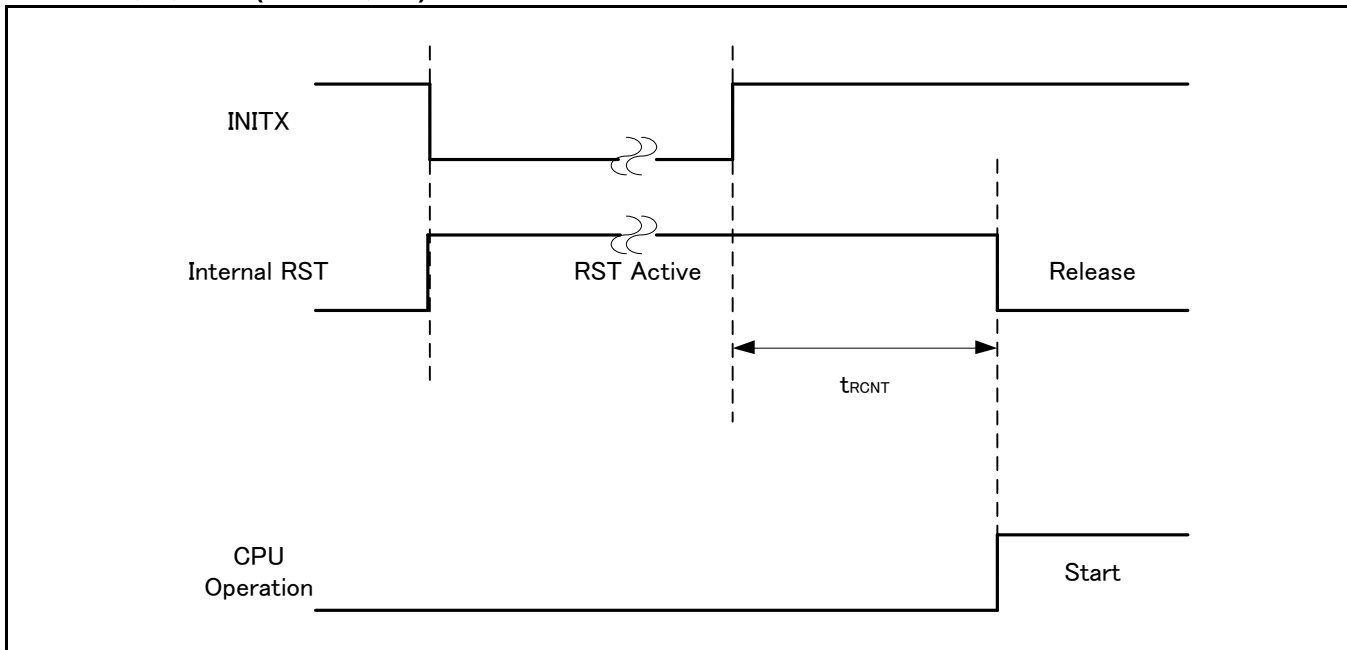 INITX
Internal RST
RST Active
Release
tRCNT
CPU
Operation
Start